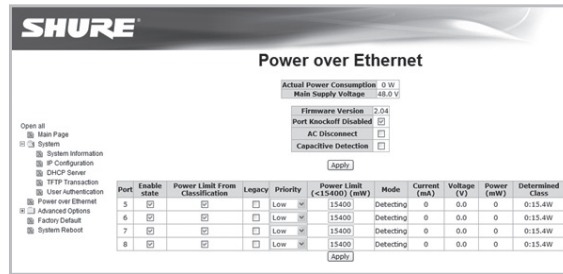 SHURE
Power over Ethernet
Actual Power Consumption 0 W
Main Supply Voltage 48.0 V
Firmware Version 2.04
Port Knockoff Disabled
AC Disconnect
Capacitive Detection
Apply
Open all
Main Page
System
System Information
IP Configuration
DHCP Server
TFTP Transaction
User Authentication
Power over Ethernet
Advanced Options
Factory Default
System Reboot
Port Enable state Power Limit From Classification Legacy Priority Power Limit (<15400) (mW) Mode Current (mA) Voltage (V) Power (mW) Determined Class
5 Low 15400 Detecting 0 0.0 0 0:15.4W
6 Low 15400 Detecting 0 0.0 0 0:15.4W
7 Low 15400 Detecting 0 0.0 0 0:15.4W
8 Low 15400 Detecting 0 0.0 0 0:15.4W
Apply